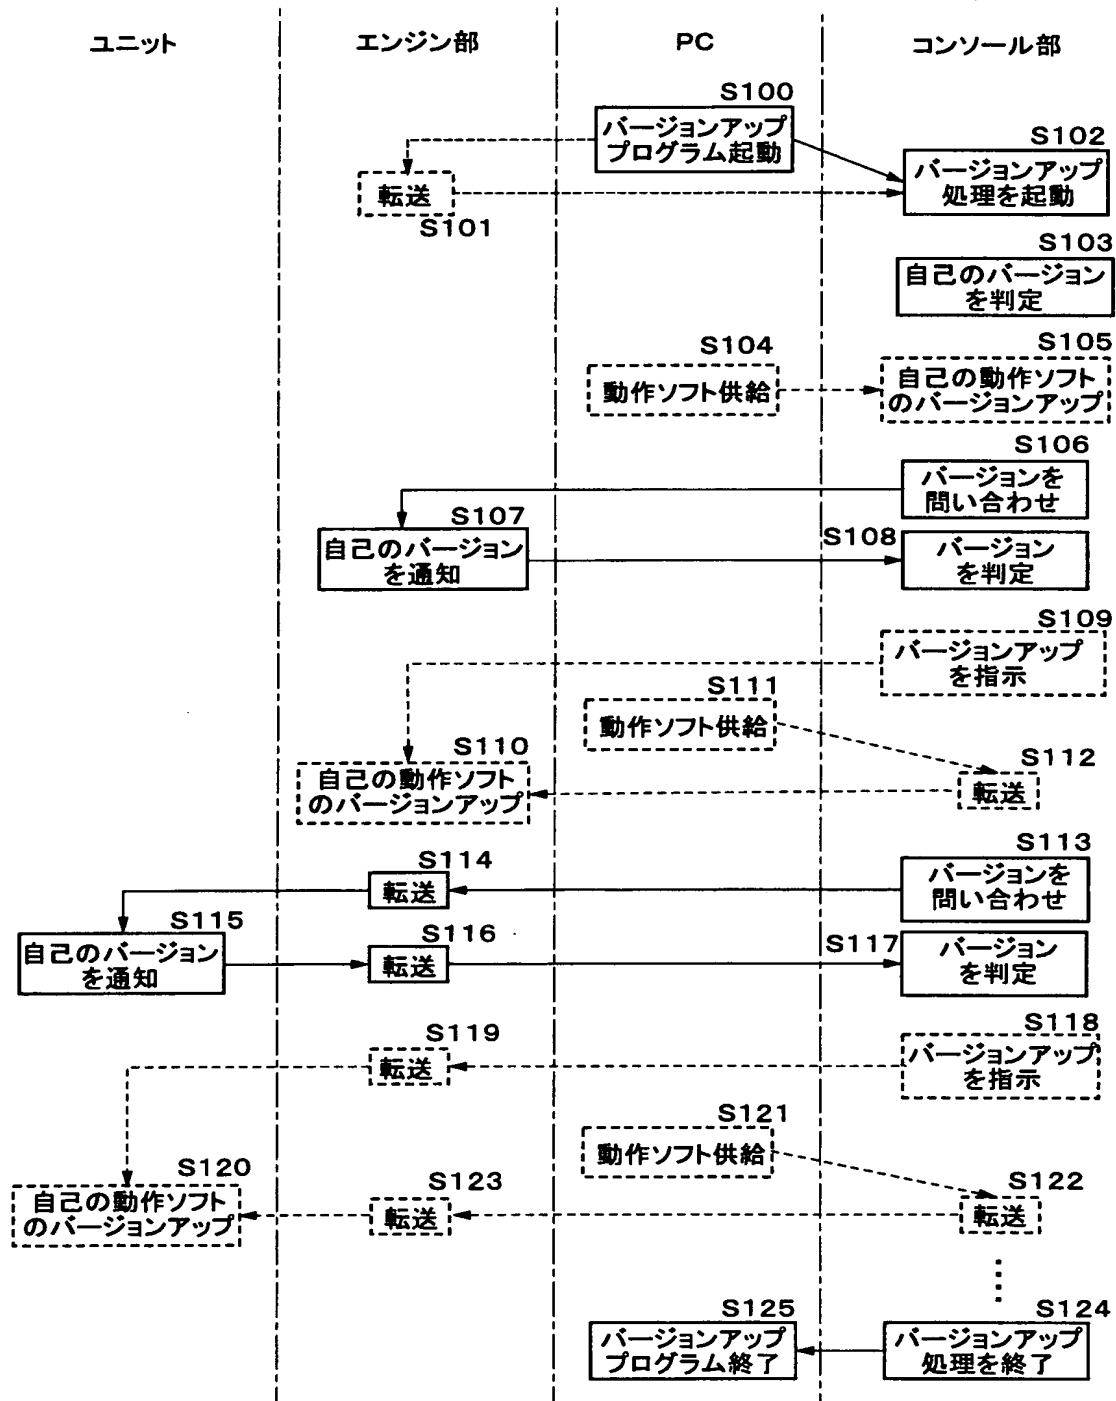 ユニット
エンジン部
PC
コンソール部
S100
バージョンアップ
プログラム起動
S102
バージョンアップ
処理を起動
転送
S101
S103
自己のバージョン
を判定
S104
動作ソフト供給
S105
自己の動作ソフト
のバージョンアップ
S106
バージョンを
問い合わせ
S107
自己のバージョン
を通知
S108
バージョン
を判定
S109
バージョンアップ
を指示
S111
動作ソフト供給
S110
自己の動作ソフト
のバージョンアップ
S112
転送
S113
バージョンを
問い合わせ
S114
転送
S115
自己のバージョン
を通知
S116
転送
S117
バージョン
を判定
S118
バージョンアップ
を指示
S119
転送
S121
動作ソフト供給
S120
自己の動作ソフト
のバージョンアップ
S123
転送
S122
転送
S125
バージョンアップ
プログラム終了
S124
バージョンアップ
処理を終了